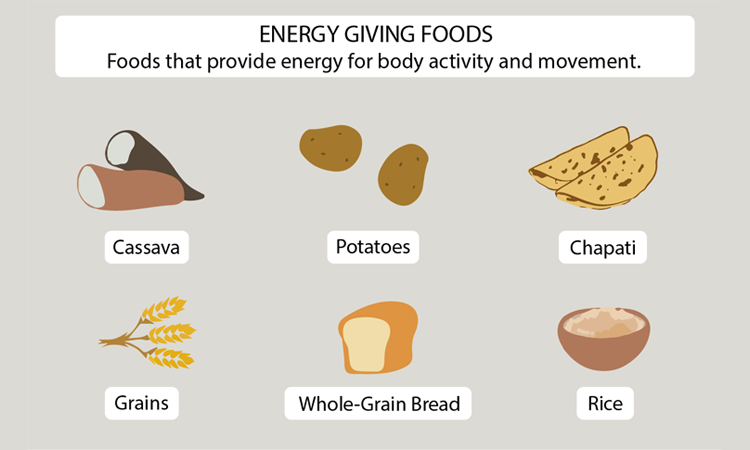 ENERGY GIVING FOODS
Foods that provide energy for body activity and movement.
Cassava
Potatoes
Chapati
Grains
Whole-Grain Bread
Rice